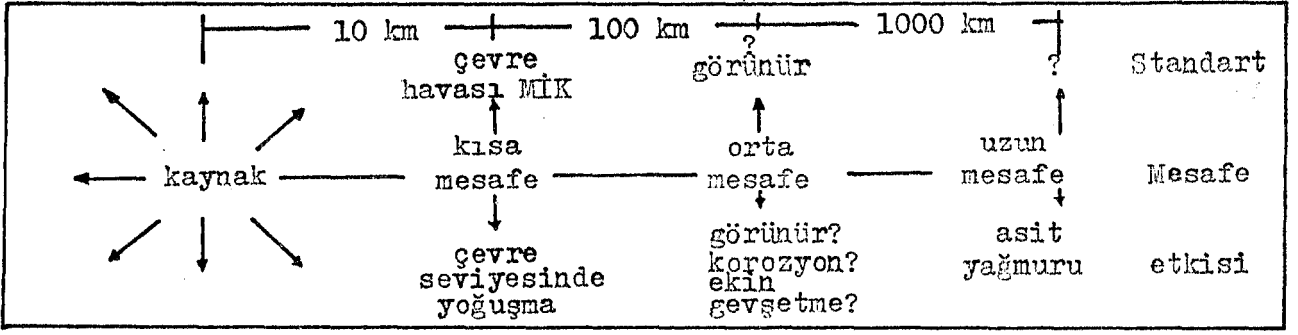 10 km 100 km 1000 km
çevre ? görünür ? Standart
havası MİK
kısa orta uzun
kaynak mesafe mesafe mesafe Mesafe
çevre görünür? asit
seviyesinde korozyon? yağmuru etkisi
yoğuşma ekin
gevşetme?